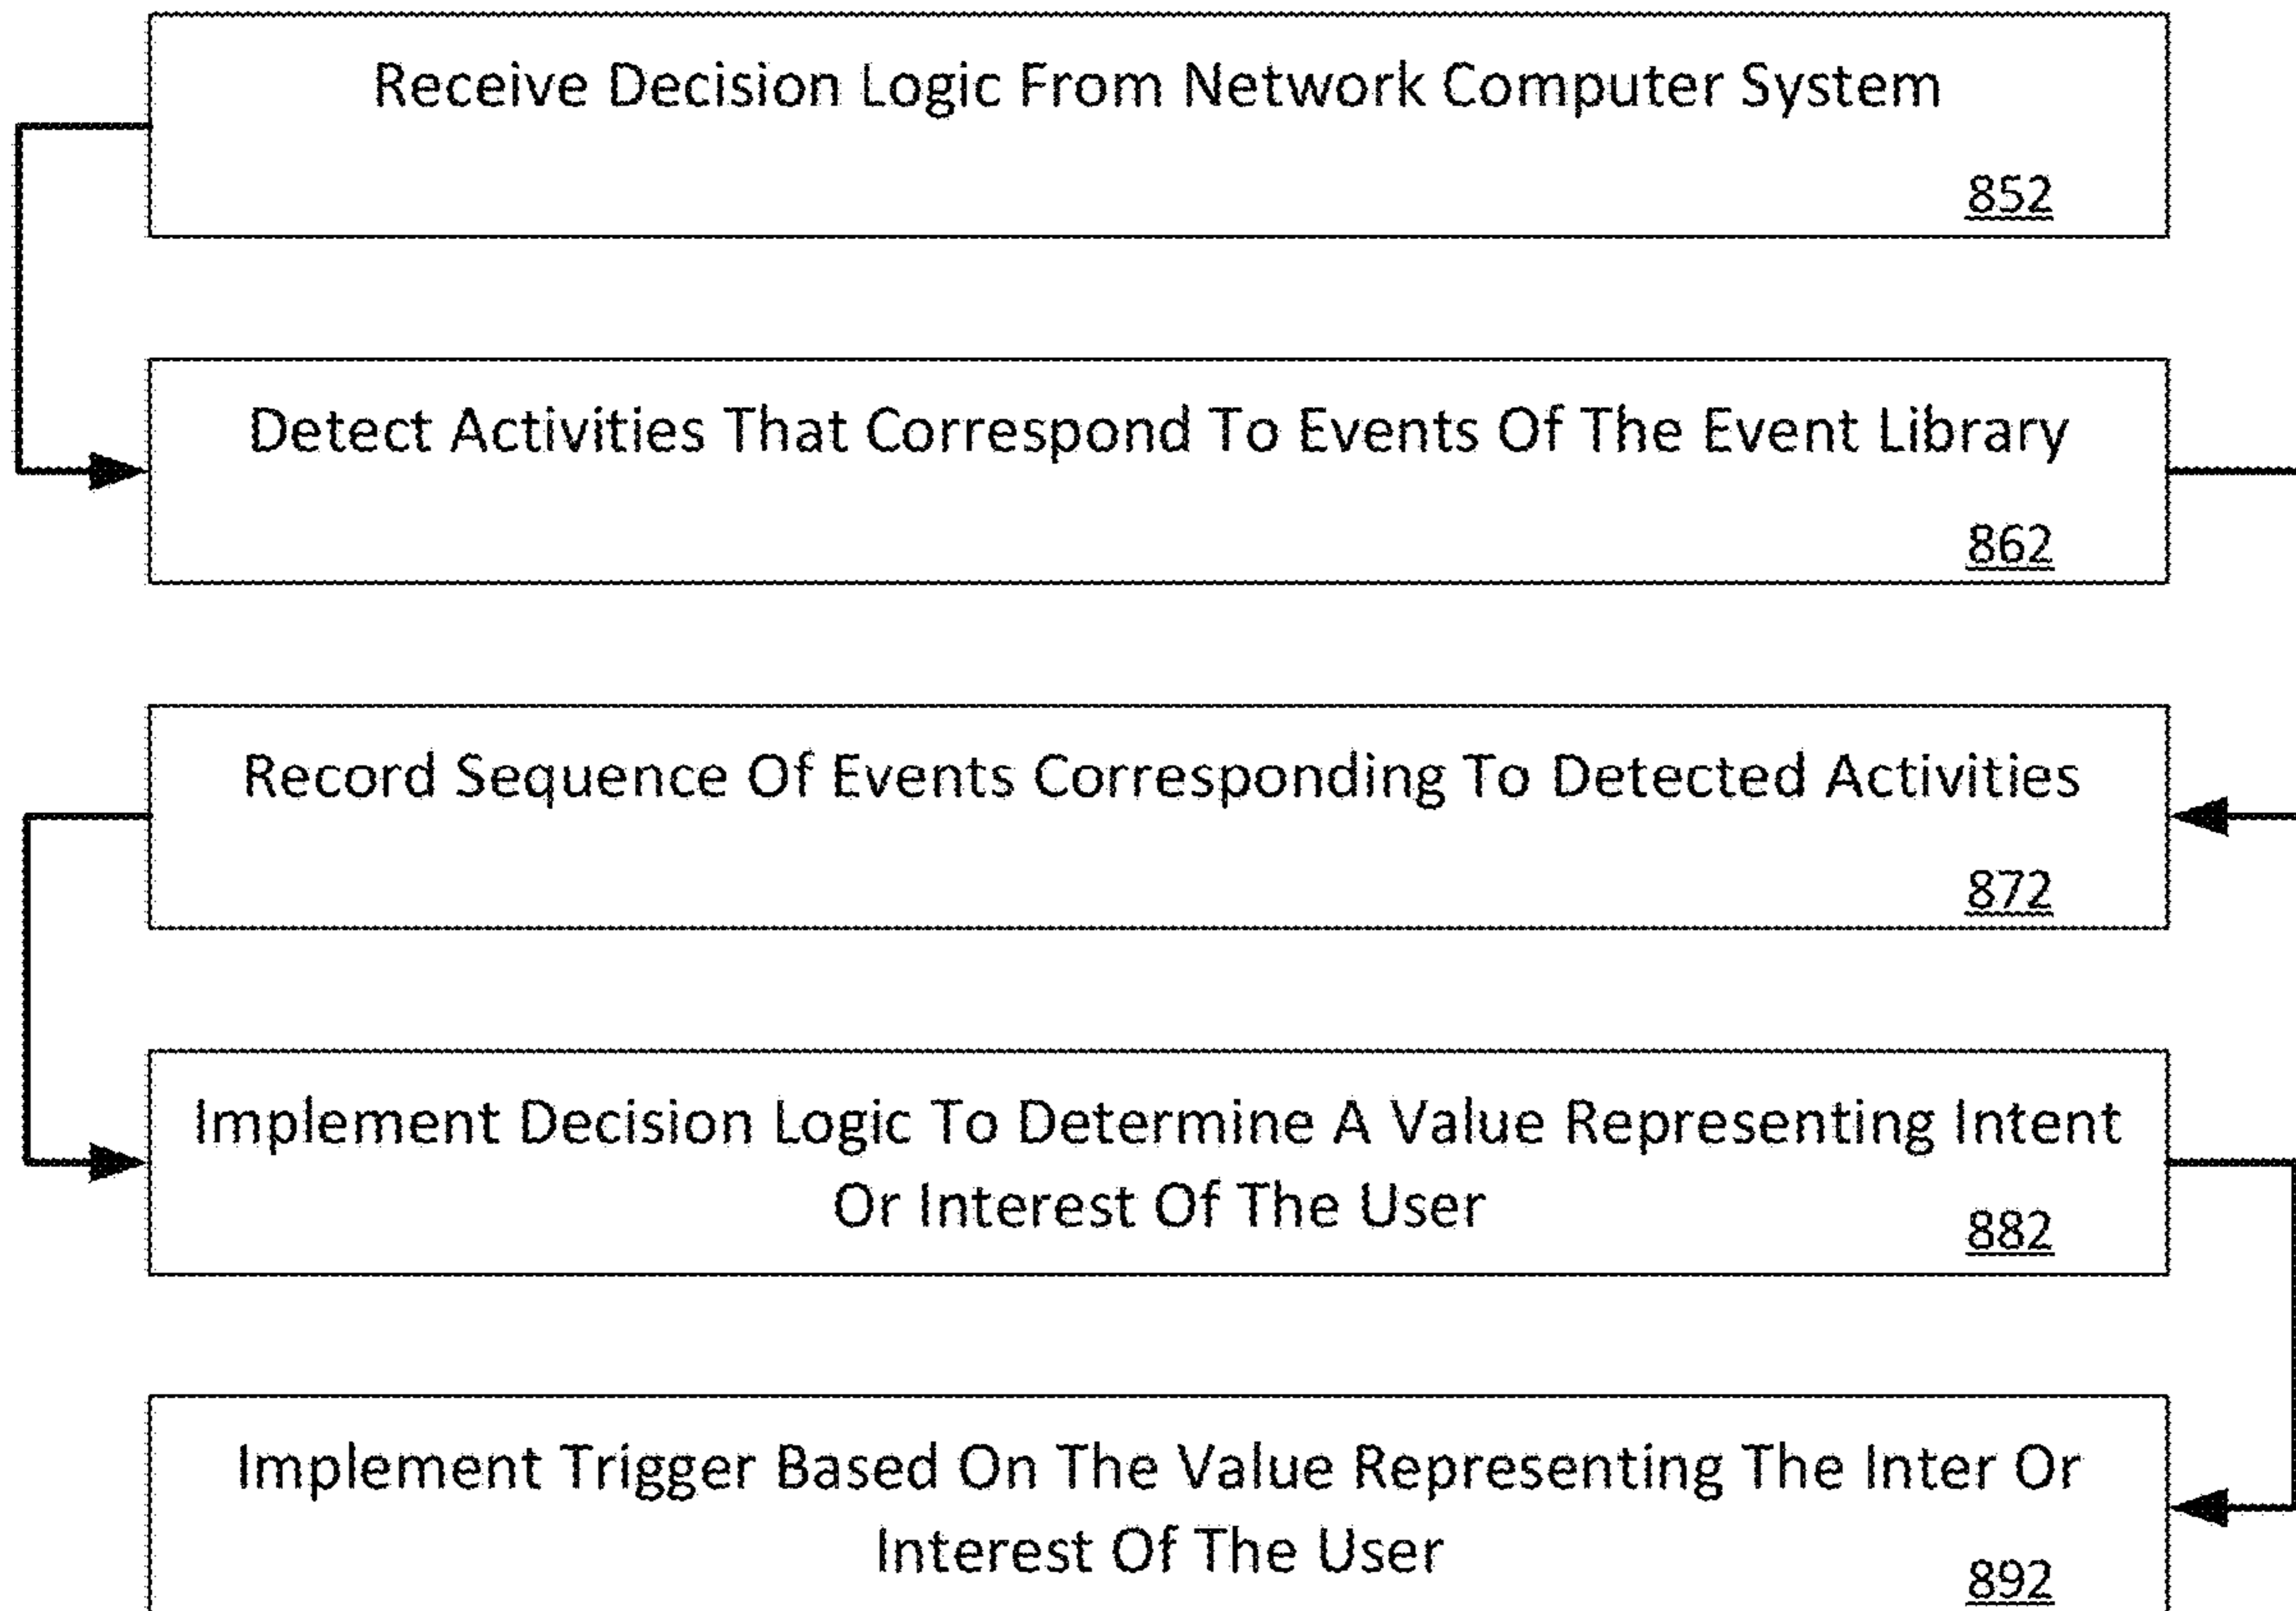 Receive Decision Logic From Network Computer System
852
Detect Activities That Correspond To Events Of The Event Library
862
Record Sequence Of Events Corresponding To Detected Activities
872
Implement Decision Logic To Determine A Value Representing Intent
Or Interest Of The User
882
Implement Trigger Based On The Value Representing The Inter Or
Interest Of The User
892